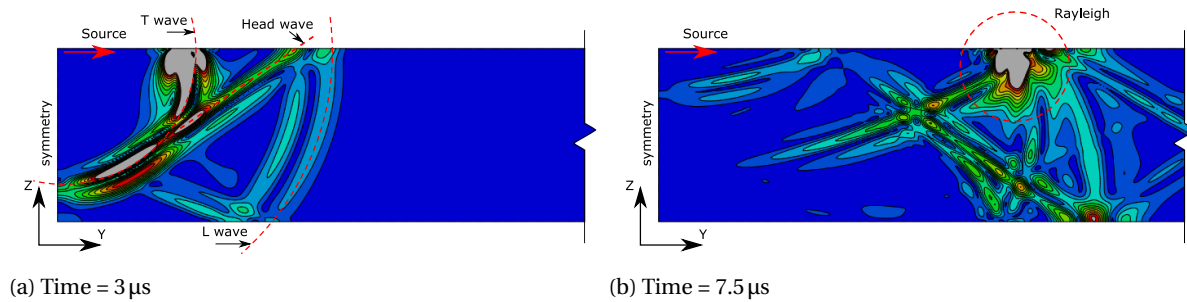 T wave
Head wave
Source
symmetry
Z
Y
L wave
(a) Time = 3 μs
Rayleigh
Source
symmetry
Z
Y
(b) Time = 7.5 μs